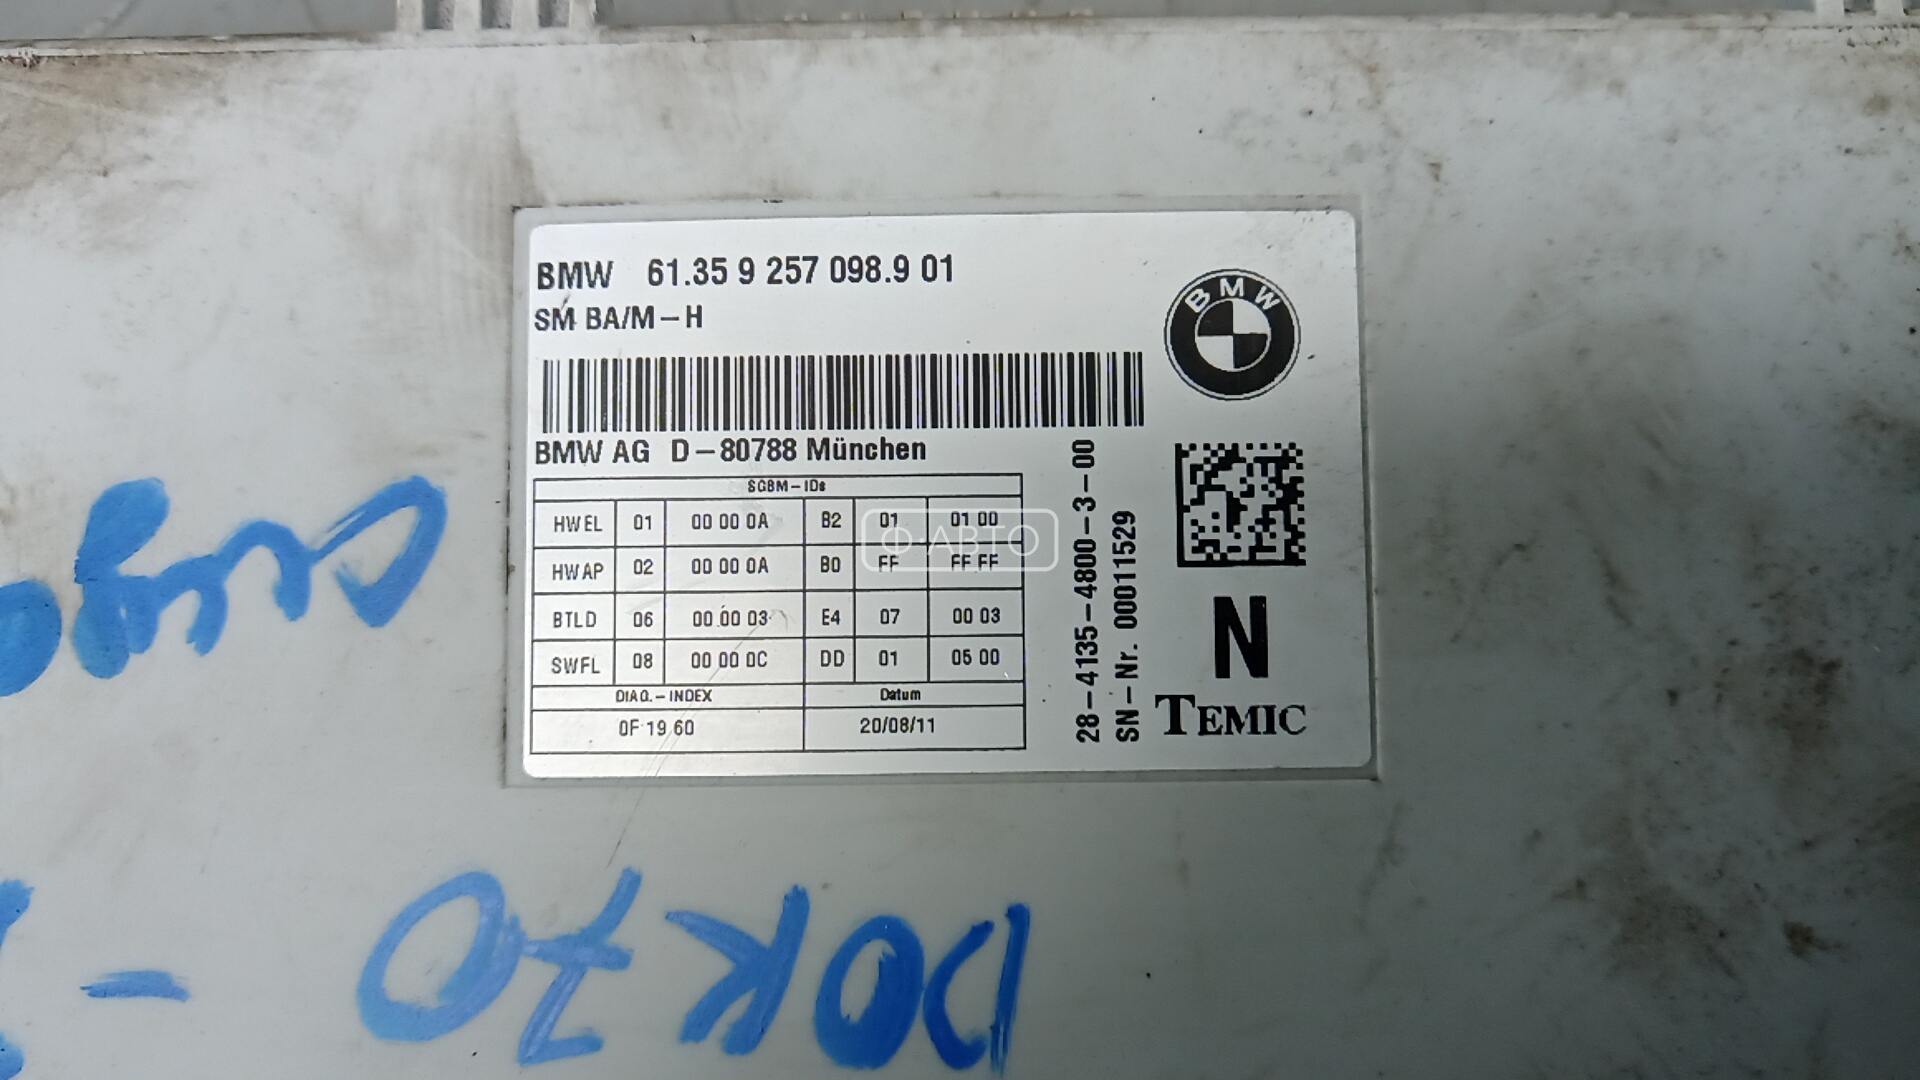 BMW 61.35 9 257 098.9 01
SM BA/M-H
BMW
BMW AG D-80788 München
SGBM-IDs
HWEL 01 00 00 0A B2 01 01 00
HWAP 02 00 00 0A B0 FF FF FF
BTLD 06 00 00 03 E4 07 00 03
SWFL 08 00 00 0C DD 01 05 00
DIAG.-INDEX Datum
0F 19 60 20/08/11
28-4135-4800-3-00
SN-Nr. 00011529
N
TEMIC
Ф-АВТО
DOK70